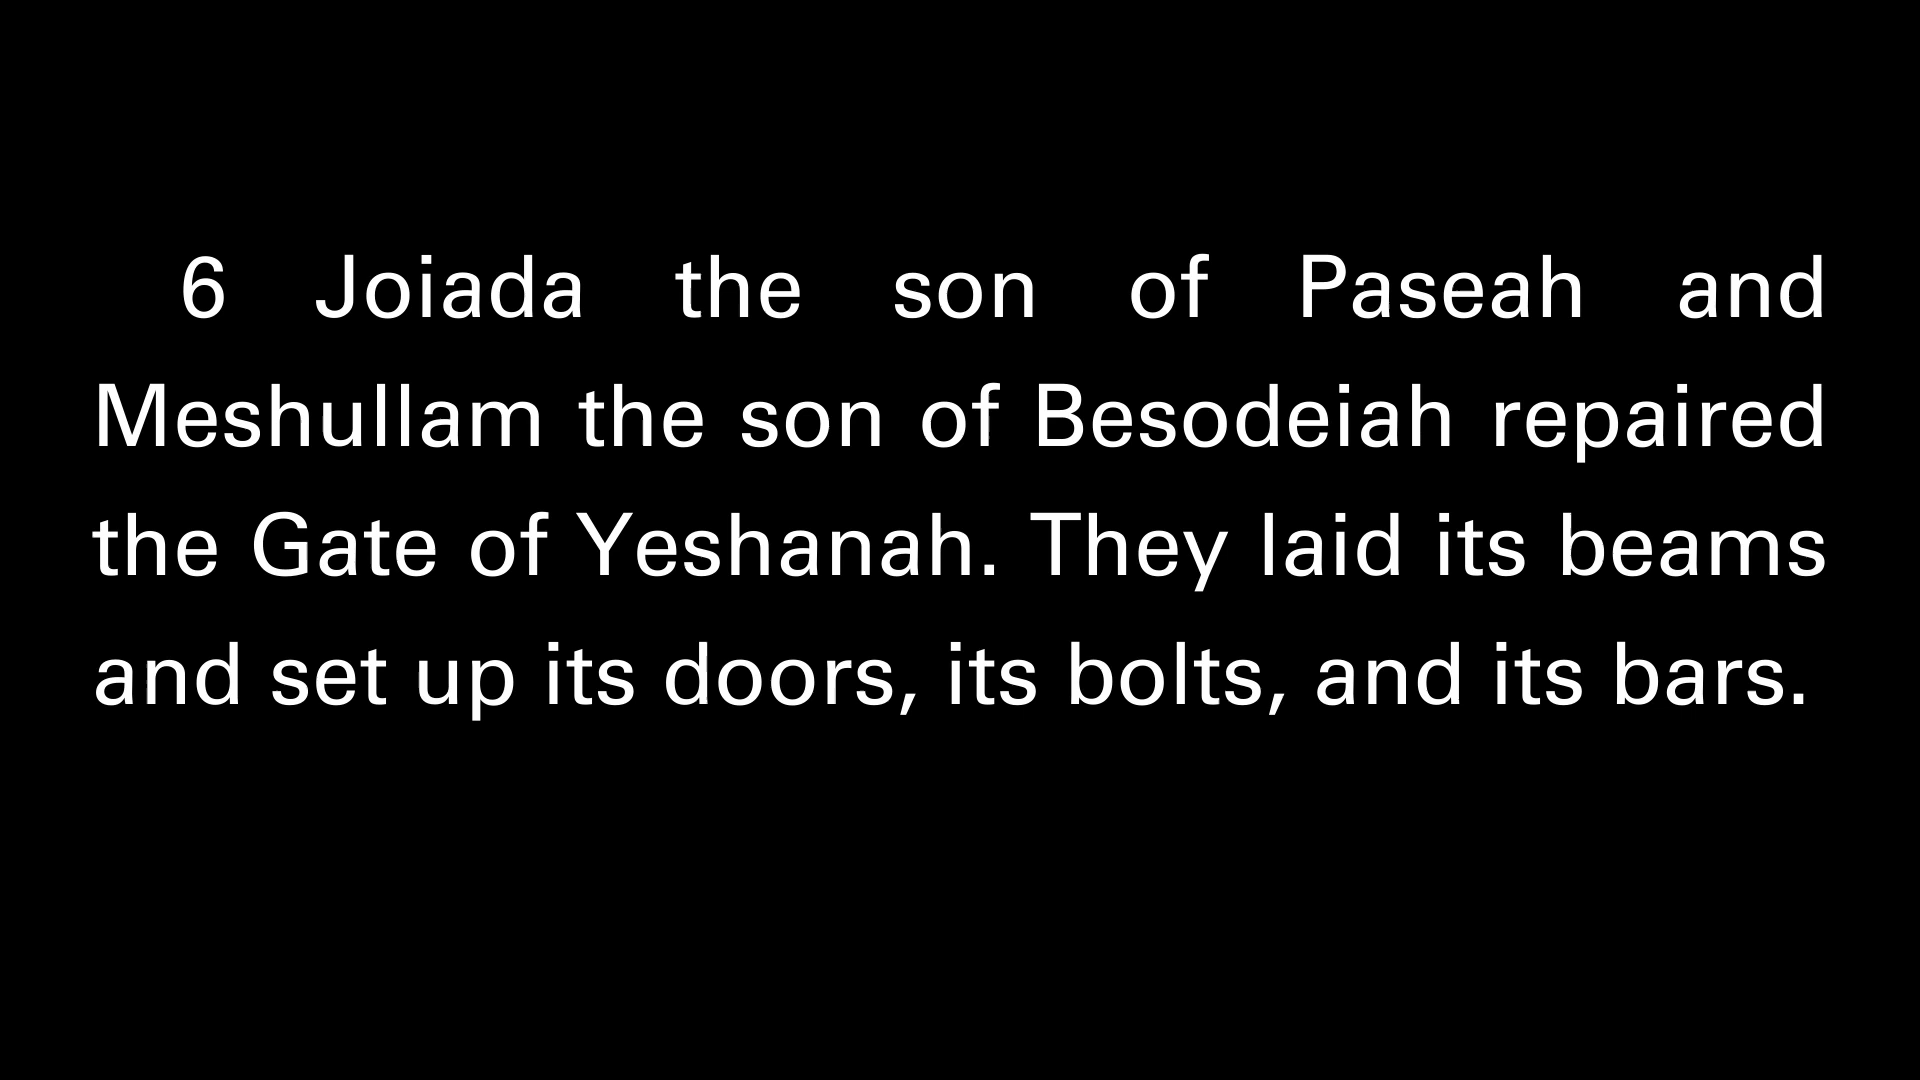 6 Joiada the son of Paseah and
Meshullam the son of Besodeiah repaired
the Gate of Yeshanah. They laid its beams
and set up its doors, its bolts, and its bars.